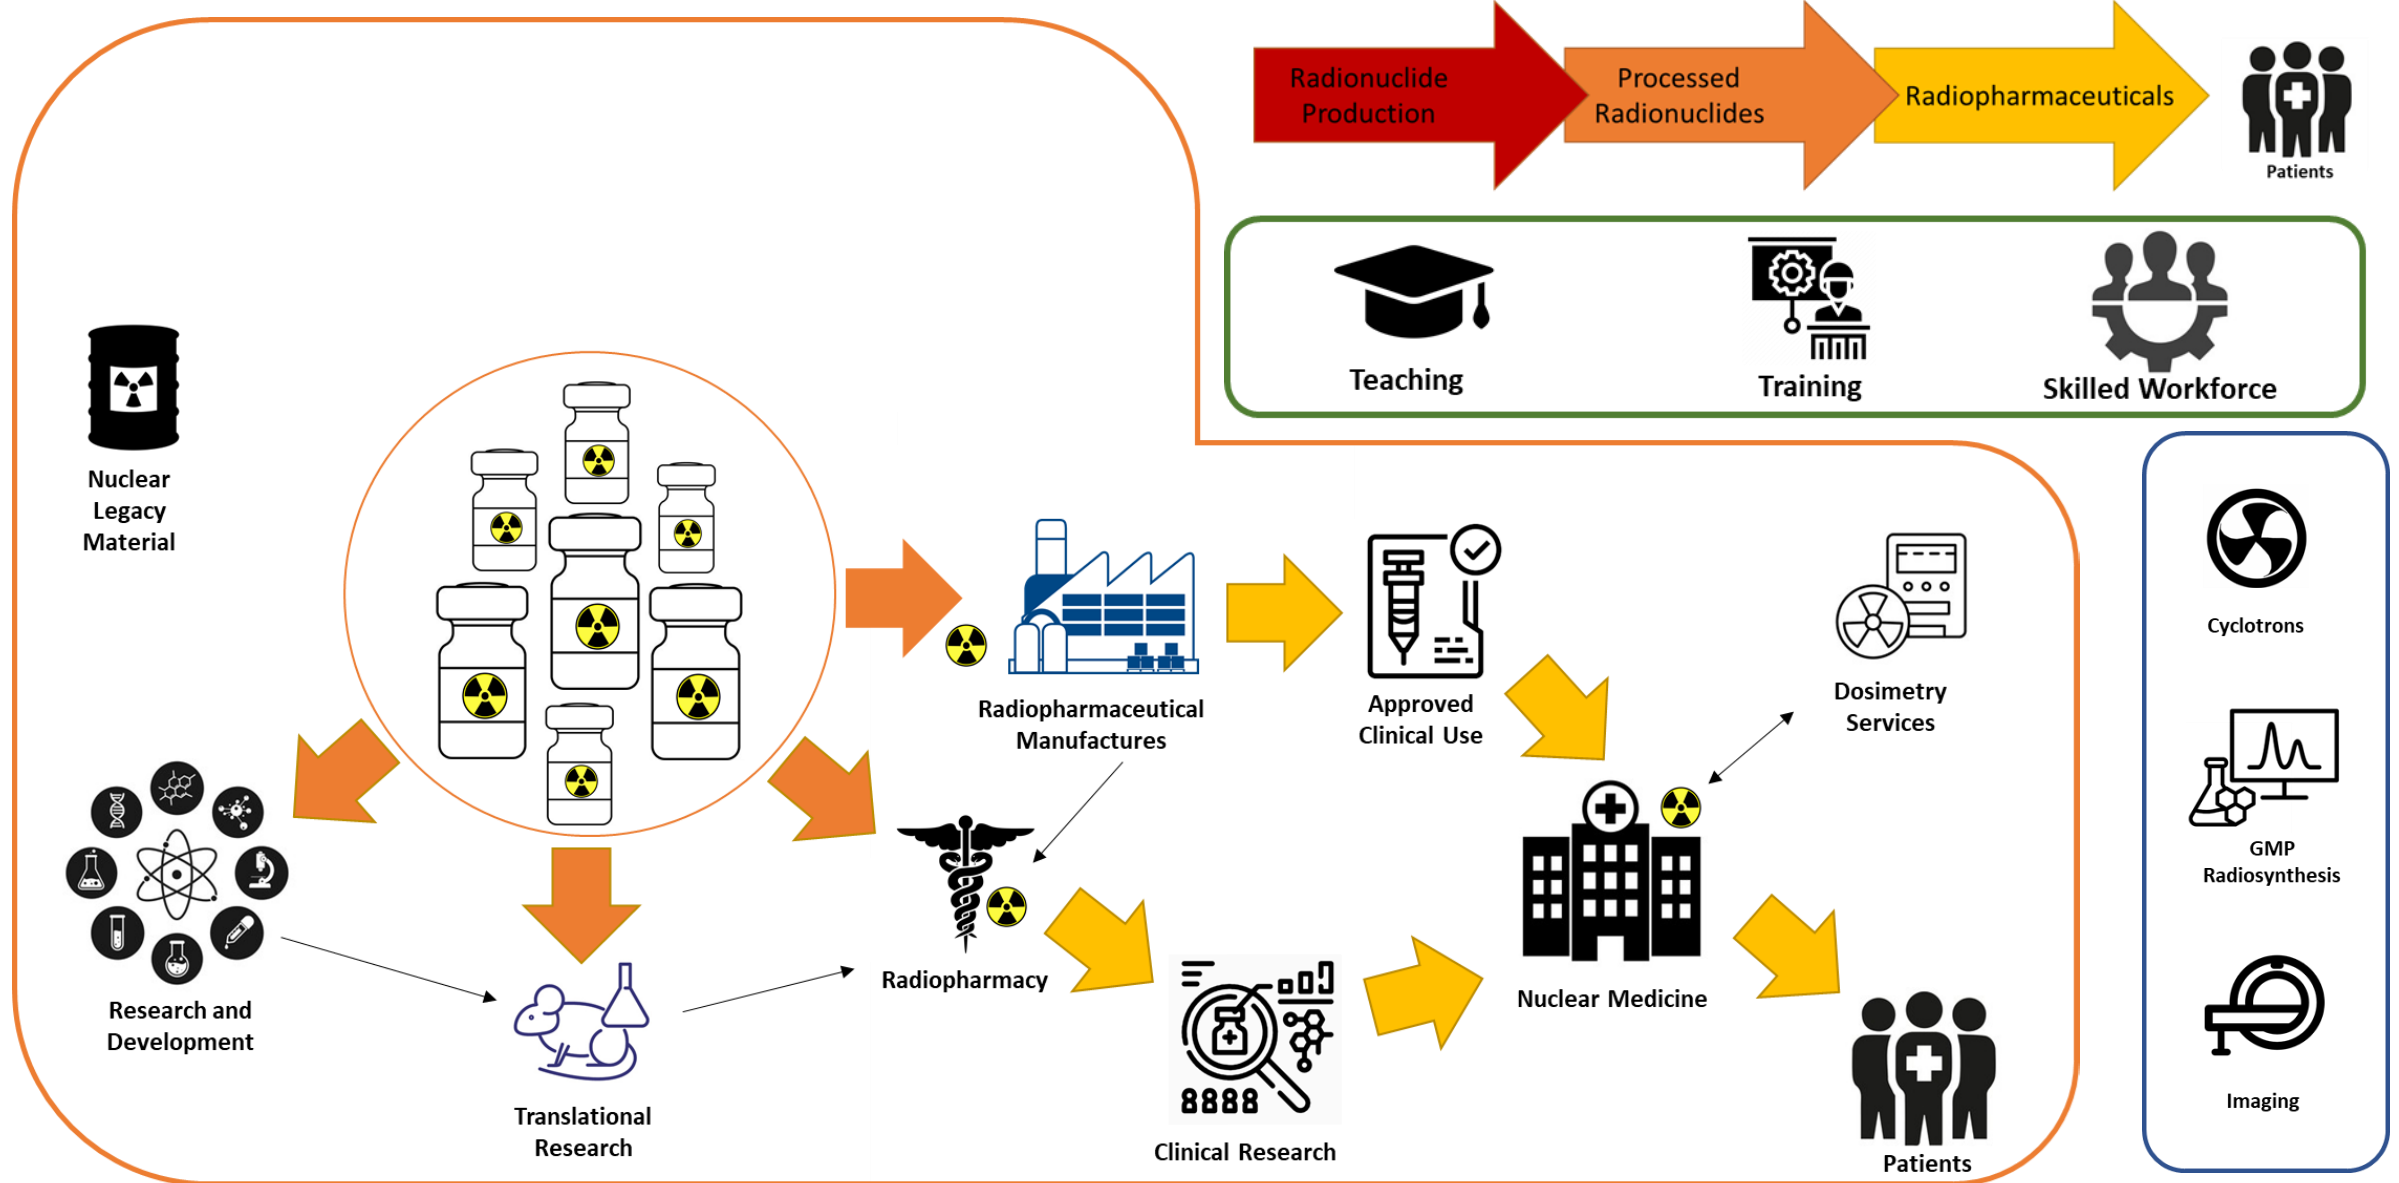 Radionuclide
Production
Processed
Radionuclides
Radiopharmaceuticals
Patients
Teaching
Training
Skilled Workforce
Nuclear
Legacy
Material
Radiopharmaceutical
Manufactures
Approved
Clinical Use
Dosimetry
Services
Cyclotrons
GMP
Radiosynthesis
Imaging
Research and
Development
Translational
Research
Radiopharmacy
Clinical Research
Nuclear Medicine
Patients